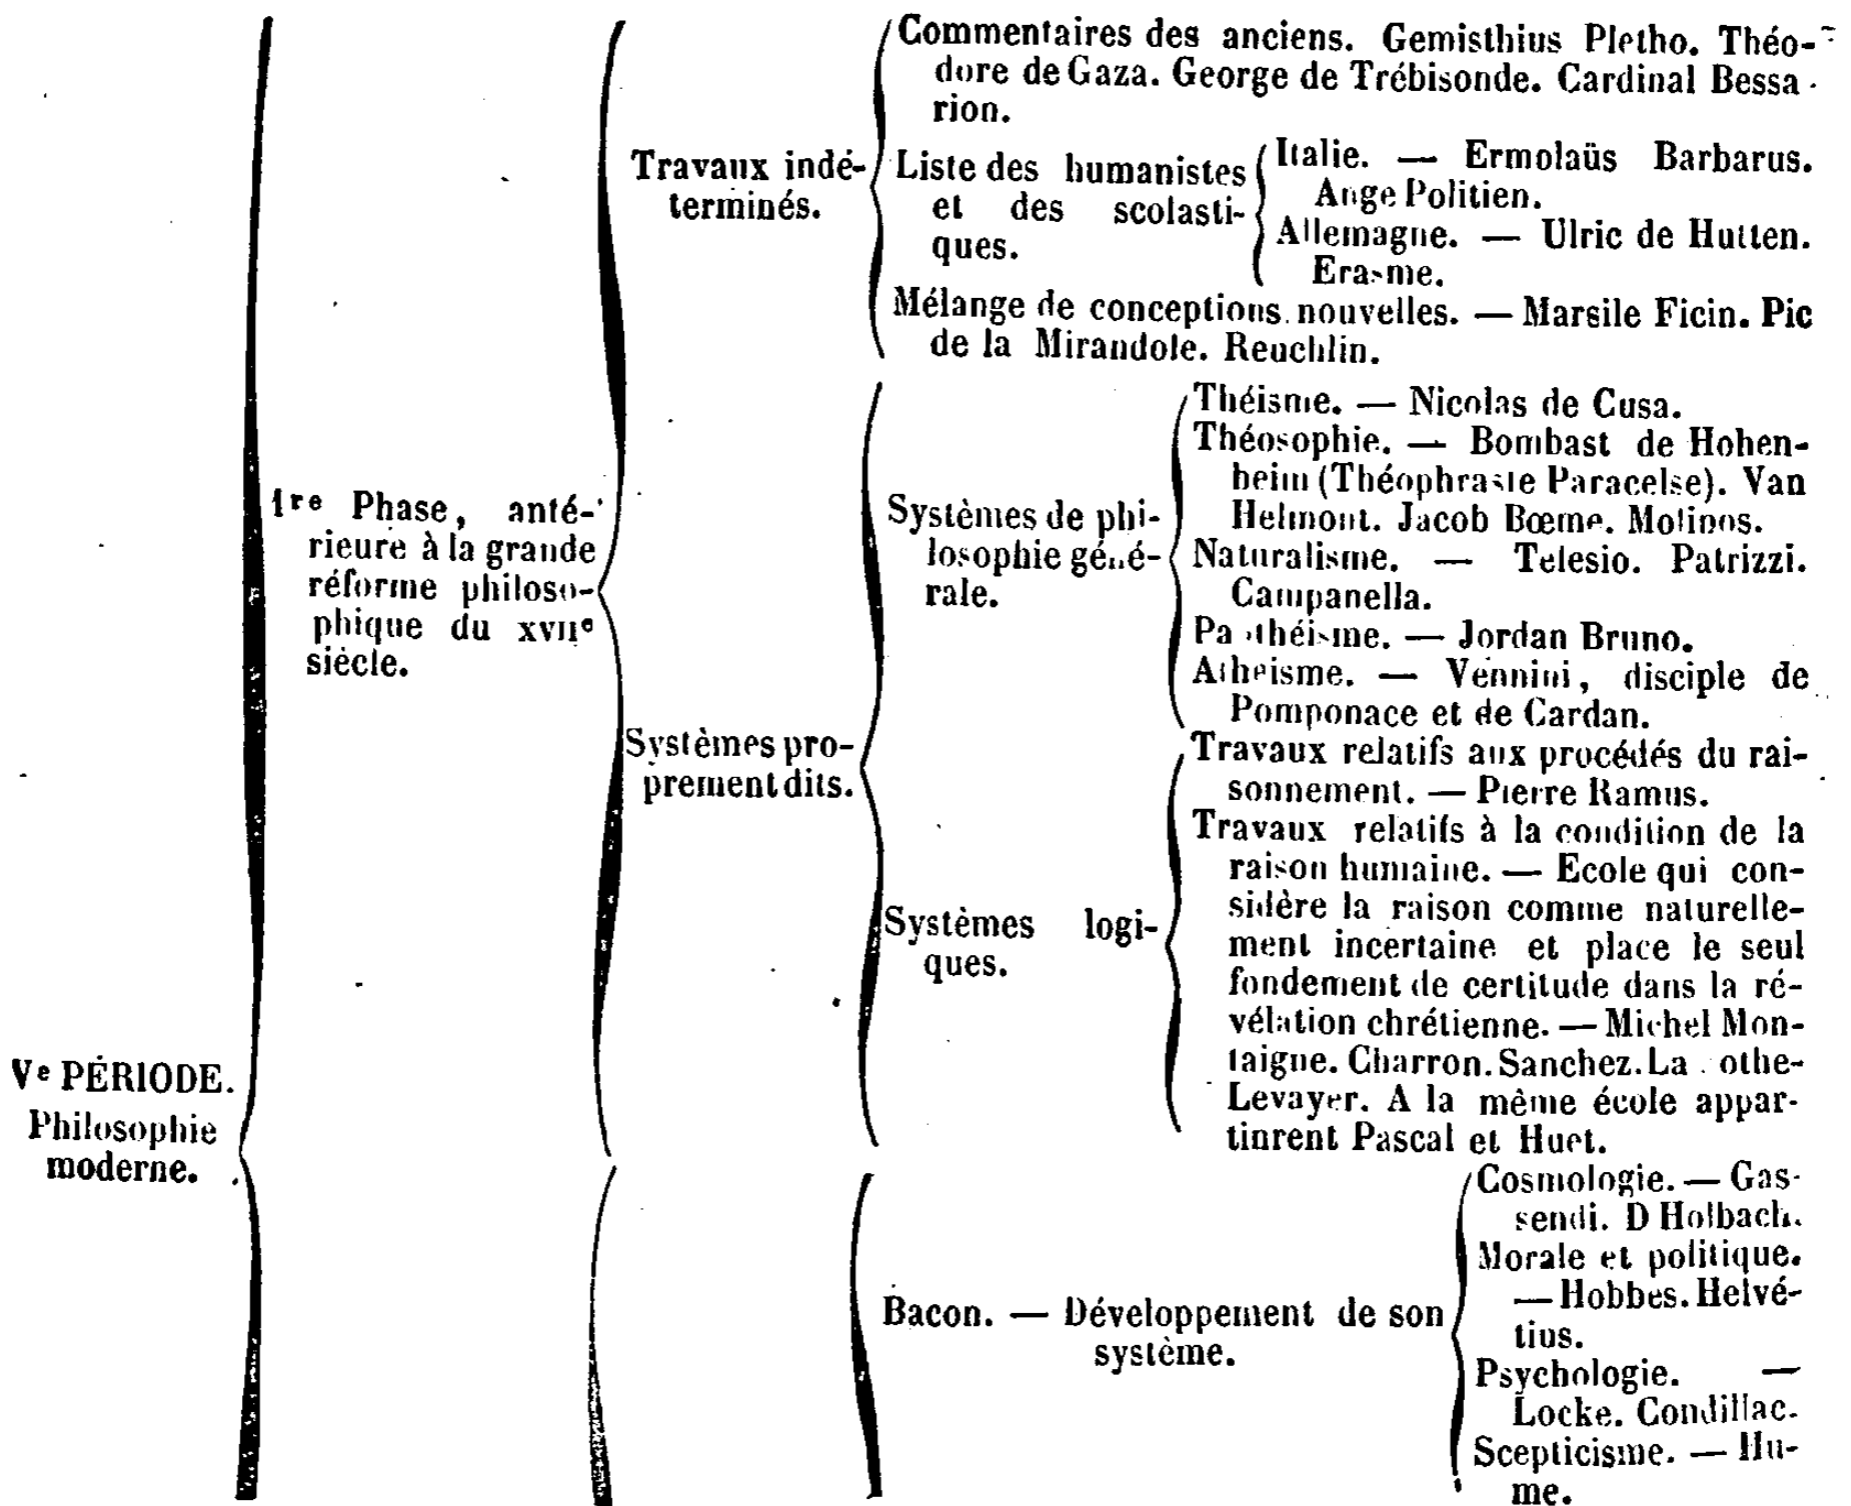 Commentaires des anciens. Gemisthius Pletho. Théo-
dore de Gaza. George de Trébisonde. Cardinal Bessa-
rion.
Travaux indé-
terminés.
Liste des humanistes
et des scolasti-
ques.
Italie. — Ermolaüs Barbarus.
Ange Politien.
Allemagne. — Ulric de Hutten.
Erasme.
Mélange de conceptions nouvelles. — Marsile Ficin. Pic
de la Mirandole. Reuchlin.
1re Phase, anté-
rieure à la grande
réforme philoso-
phique du XVIIe
siècle.
Systèmes pro-
prement dits.
Systèmes de phi-
losophie géné-
rale.
Théisme. — Nicolas de Cusa.
Théosophie. — Bombast de Hohen-
heim (Théophraste Paracelse). Van
Helmont. Jacob Bœme. Molinos.
Naturalisme. — Telesio. Patrizzi.
Campanella.
Panthéisme. — Jordan Bruno.
Atheisme. — Vennini, disciple de
Pomponace et de Cardan.
Systèmes logi-
ques.
Travaux relatifs aux procédés du rai-
sonnement. — Pierre Ramus.
Travaux relatifs à la condition de la
raison humaine. — Ecole qui con-
sidère la raison comme naturelle-
ment incertaine et place le seul
fondement de certitude dans la ré-
vélation chrétienne. — Michel Mon-
taigne. Charron. Sanchez. La othe-
Levayer. A la même école appar-
tinrent Pascal et Huet.
Ve PÉRIODE.
Philosophie
moderne.
Bacon. — Développement de son
système.
Cosmologie. — Gas-
sendi. D Holbach.
Morale et politique.
— Hobbes. Helvé-
tius.
Psychologie. —
Locke. Condillac.
Scepticisme. — Hu-
me.